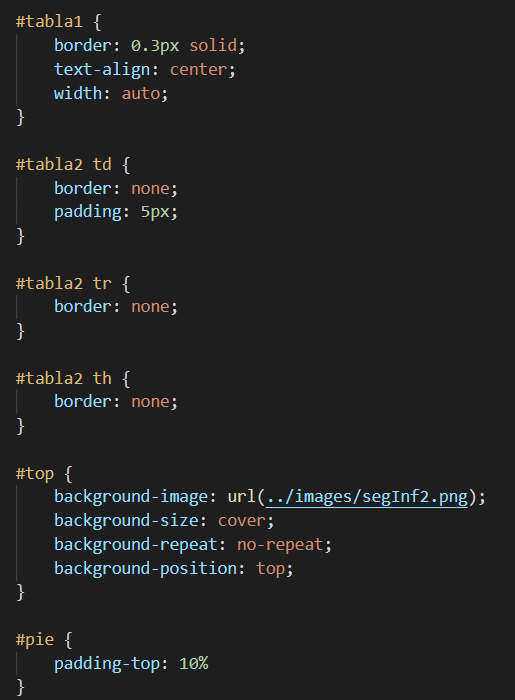 #tabla1 {
    border: 0.3px solid;
    text-align: center;
    width: auto;
}

#tabla2 td {
    border: none;
    padding: 5px;
}

#tabla2 tr {
    border: none;
}

#tabla2 th {
    border: none;
}

#top {
    background-image: url(../images/segInf2.png);
    background-size: cover;
    background-repeat: no-repeat;
    background-position: top;
}

#pie {
    padding-top: 10%
}